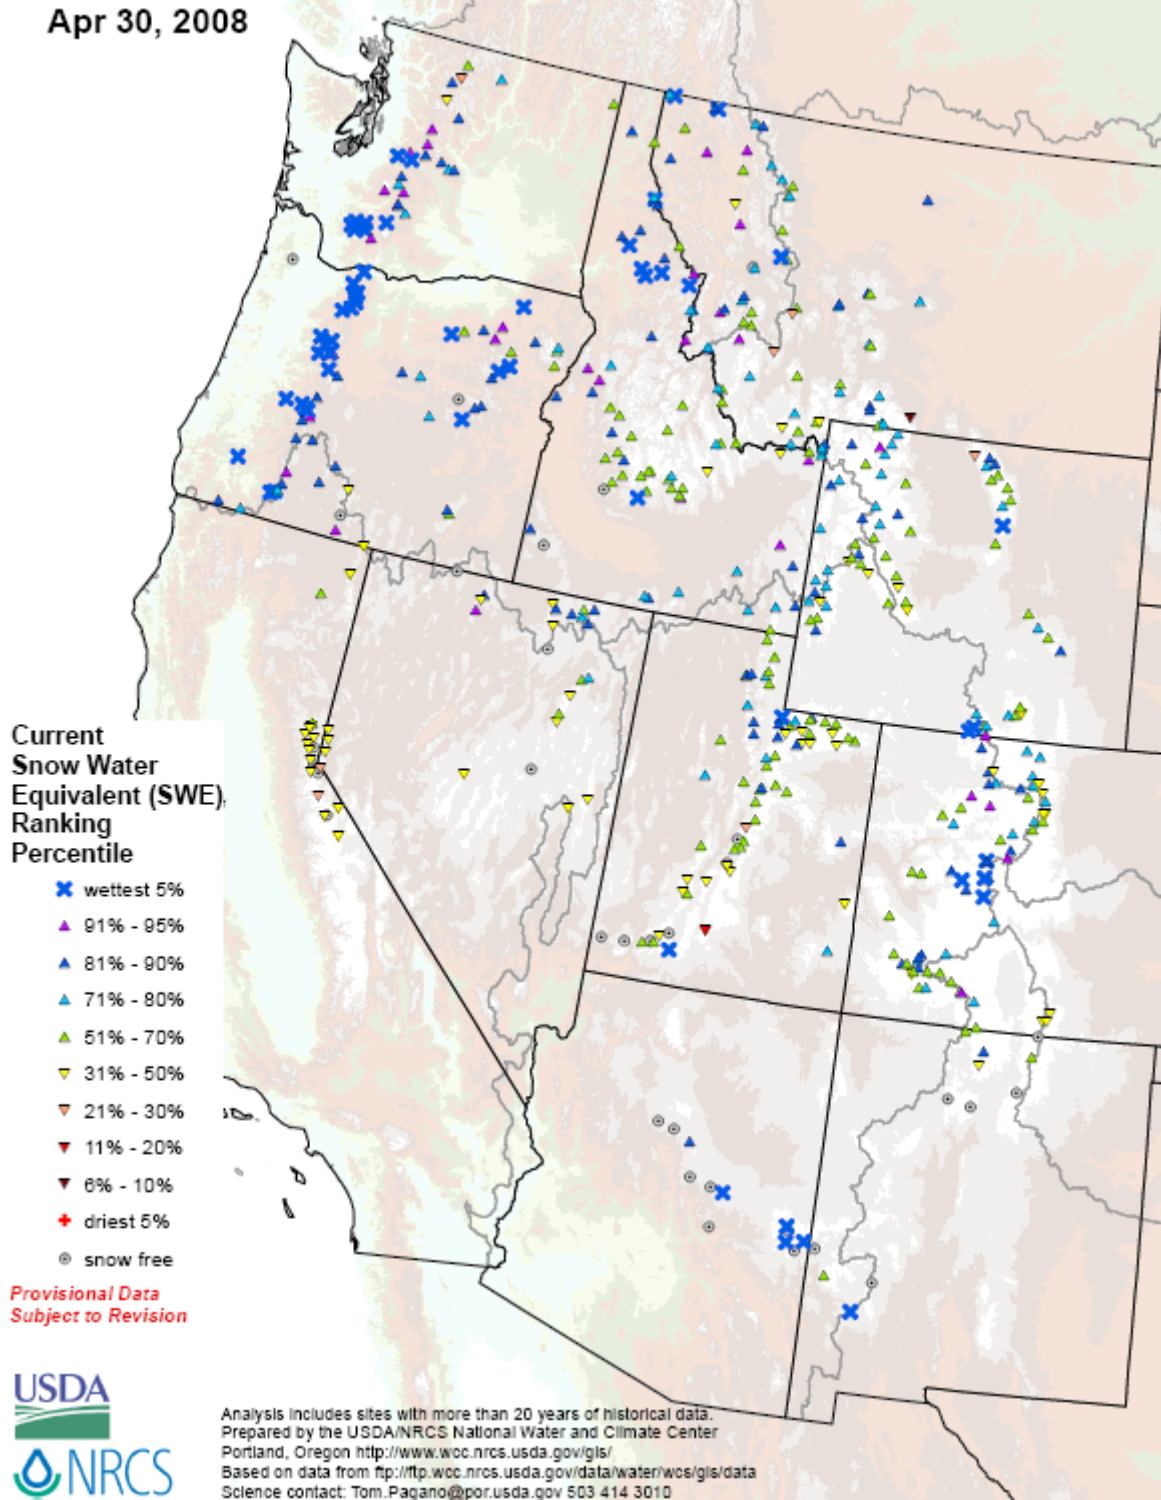 Apr 30, 2008
Current
Snow Water
Equivalent (SWE)
Ranking
Percentile
wettest 5%
91% - 95%
81% - 90%
71% - 80%
51% - 70%
31% - 50%
21% - 30%
11% - 20%
6% - 10%
driest 5%
snow free
Provisional Data
Subject to Revision
USDA
NRCS
Analysis includes sites with more than 20 years of historical data.
Prepared by the USDA/NRCS National Water and Climate Center
Portland, Oregon http://www.wcc.nrcs.usda.gov/gis/
Based on data from ftp://ftp.wcc.nrcs.usda.gov/data/water/wcs/gis/data
Science contact: Tom.Pagano@por.usda.gov 503 414 3010